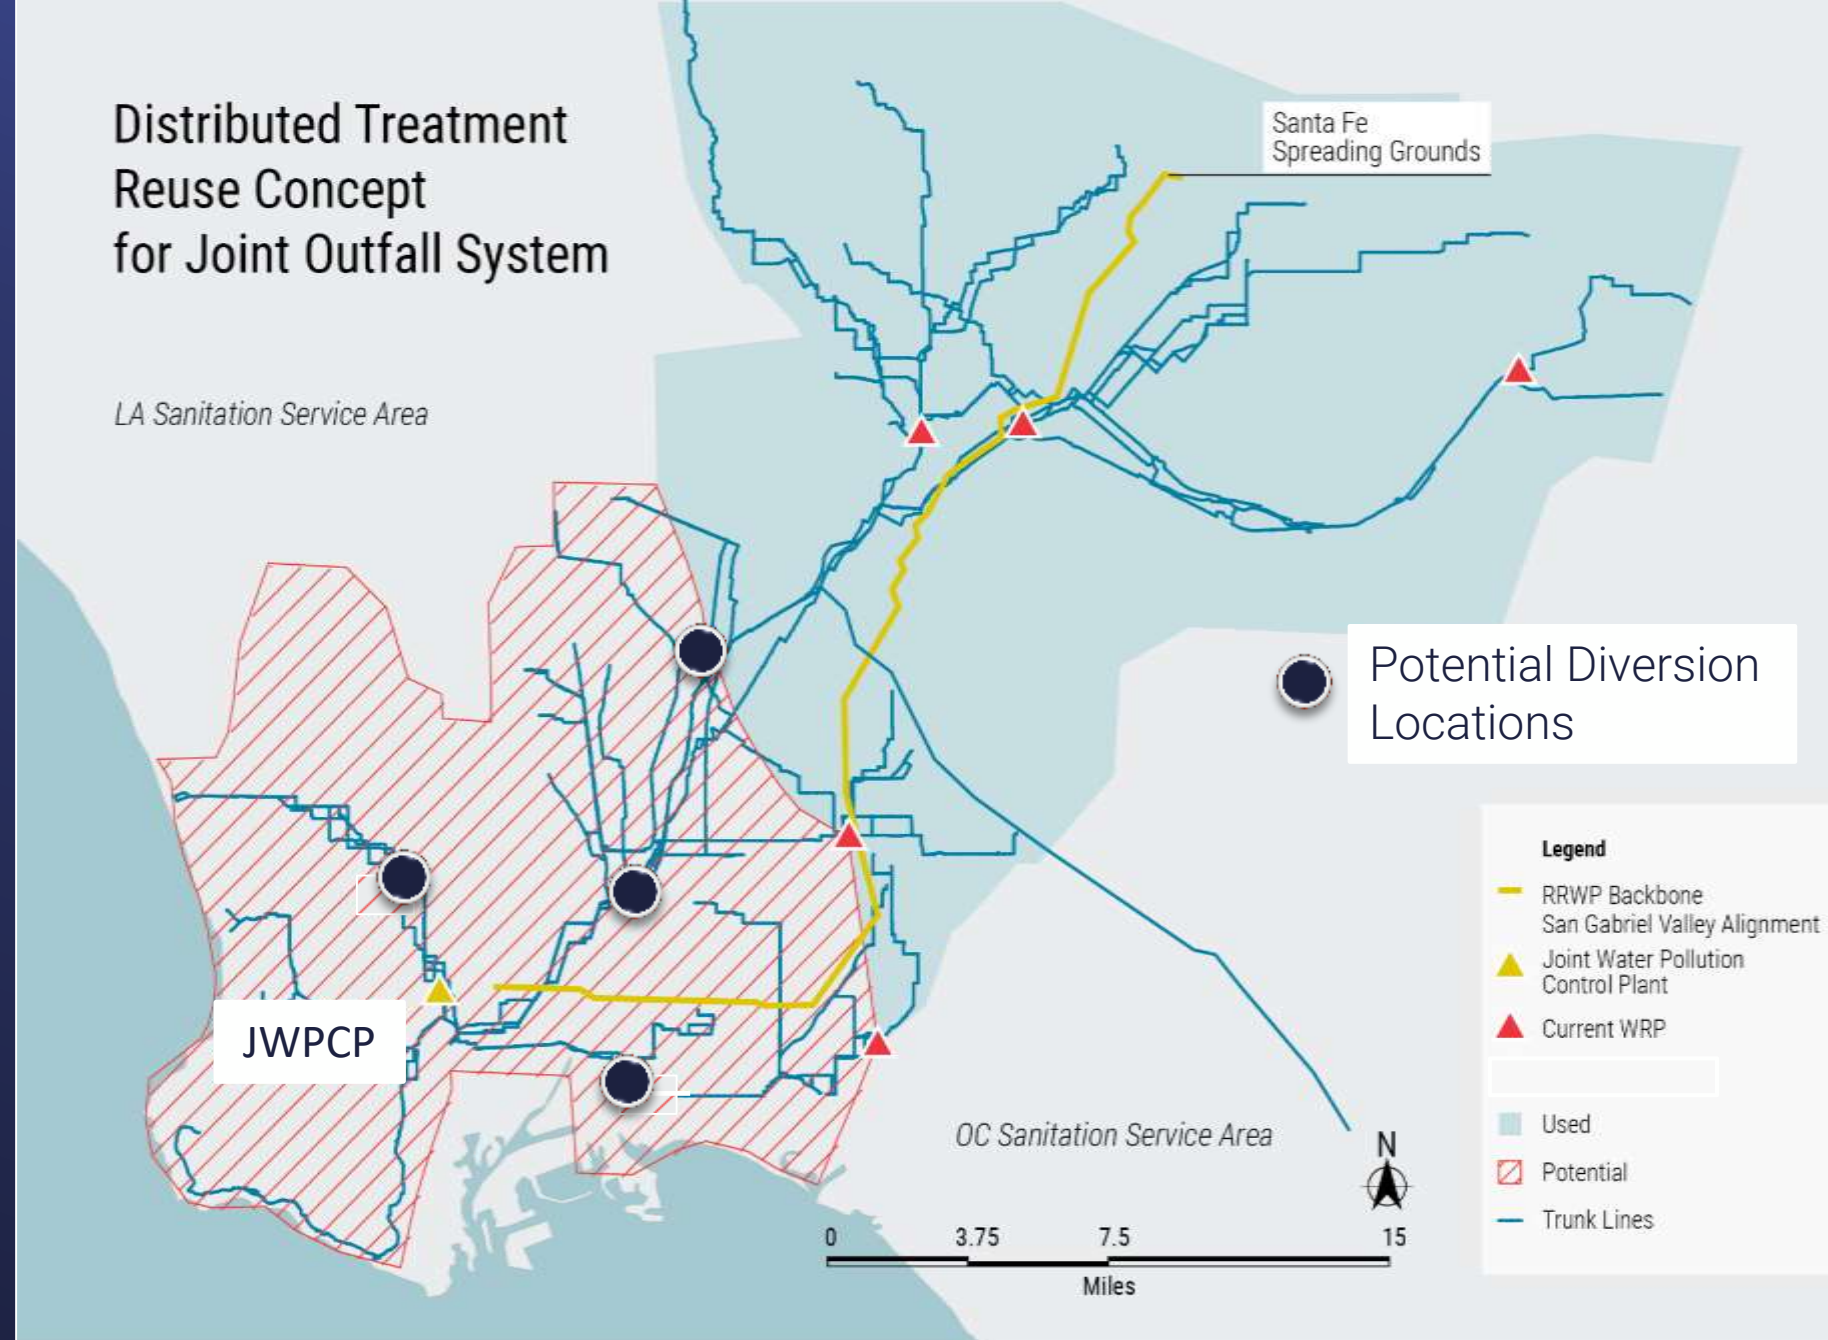 Distributed Treatment
Reuse Concept
for Joint Outfall System
Santa Fe
Spreading Grounds
LA Sanitation Service Area
Potential Diversion
Locations
JWPCP
OC Sanitation Service Area
N
0 3.75 7.5 15
Miles
Legend
RRWP Backbone
San Gabriel Valley Alignment
Joint Water Pollution
Control Plant
Current WRP
Used
Potential
Trunk Lines